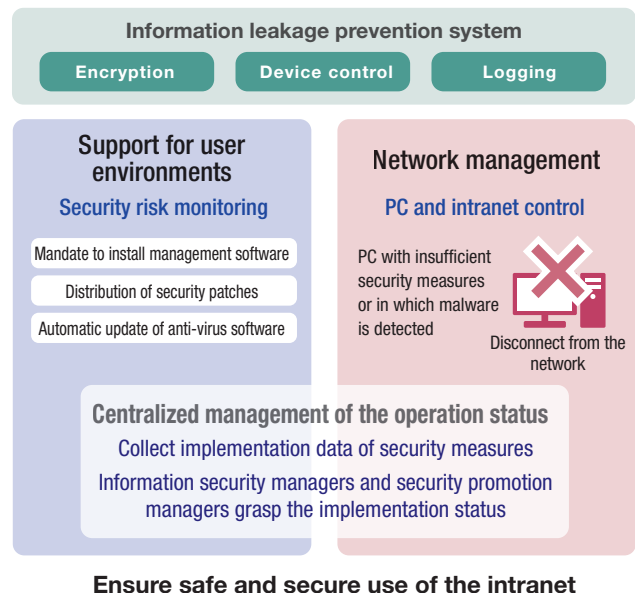 Information leakage prevention system
Encryption
Device control
Logging
Support for user
environments
Security risk monitoring
Mandate to install management software
Distribution of security patches
Automatic update of anti-virus software
Network management
PC and intranet control
PC with insufficient
security measures
or in which malware
is detected
Disconnect from the
network
Centralized management of the operation status
Collect implementation data of security measures
Information security managers and security promotion
managers grasp the implementation status
Ensure safe and secure use of the intranet